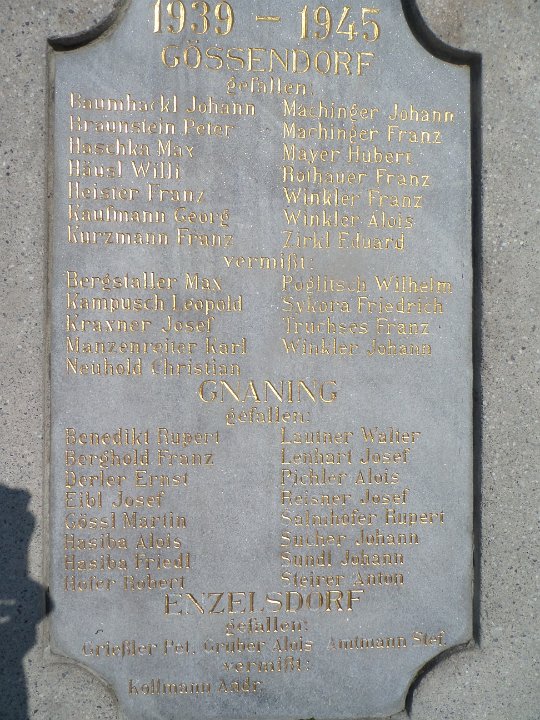 1939 – 1945
GÖSSENDORF
gefallen:
Baumhackl Johann Machinger Johann
Braunstein Peter Machinger Franz
Haschka Max Mayer Hubert
Häusl Willi Rothauer Franz
Heister Franz Winkler Franz
Kaufmann Georg Winkler Alois
Kurzmann Franz Zirkl Eduard
vermißt:
Bergstaller Max Poglitsch Wilhelm
Kampusch Leopold Sykora Friedrich
Kraxner Josef Truchses Franz
Manzenreiter Karl Winkler Johann
Neuhold Christian
GNANING
gefallen:
Benedikt Rupert Lautner Walter
Berghold Franz Lenhart Josef
Derler Ernst Pichler Alois
Eibl Josef Reisner Josef
Gössl Martin Salmhofer Rupert
Hasiba Alois Sucher Johann
Hasiba Friedl Sundl Johann
Hofer Robert Steirer Anton
ENZELSDORF
gefallen:
Grießler Pet. Gruber Alois Amtmann Stef.
vermißt:
Kollmann Andr.